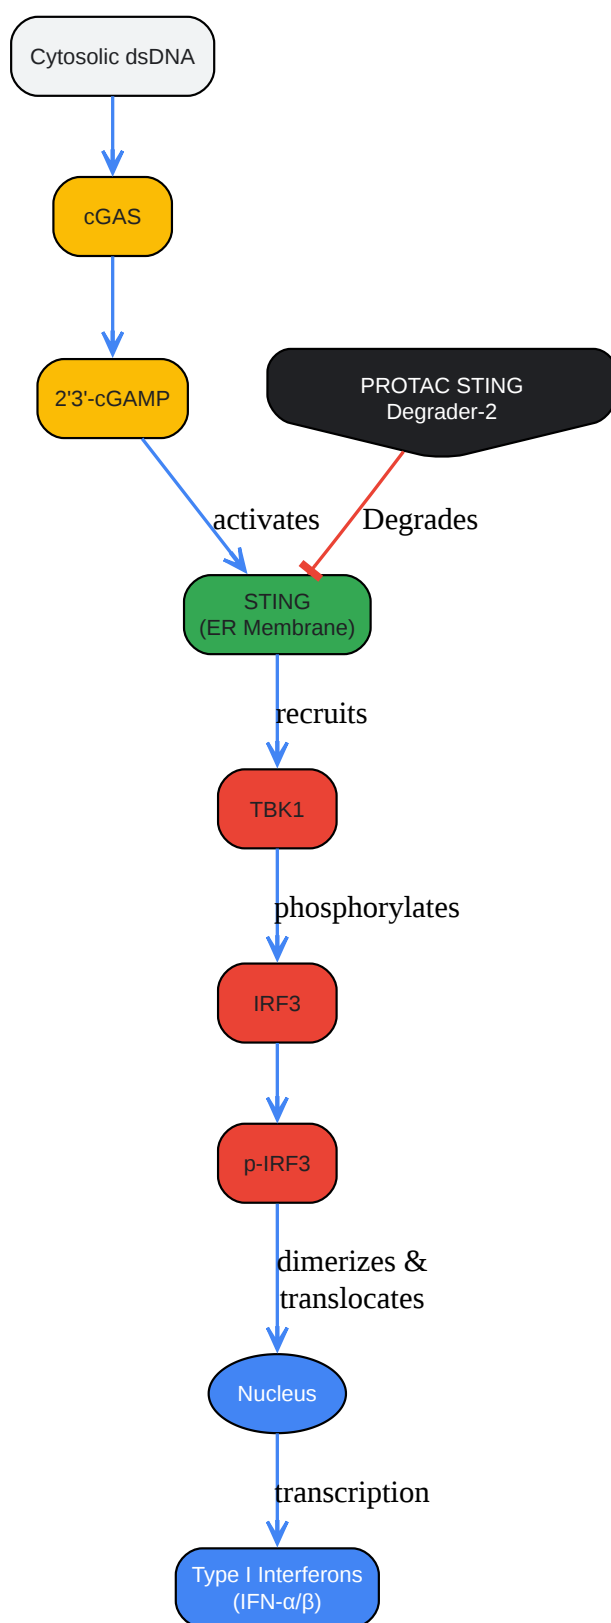 Cytosolic dsDNA
cGAS
2'3'-cGAMP
PROTAC STING
Degrader-2
activates
Degrades
STING
(ER Membrane)
recruits
TBK1
phosphorylates
IRF3
p-IRF3
dimerizes &
translocates
Nucleus
transcription
Type I Interferons
(IFN-α/β)